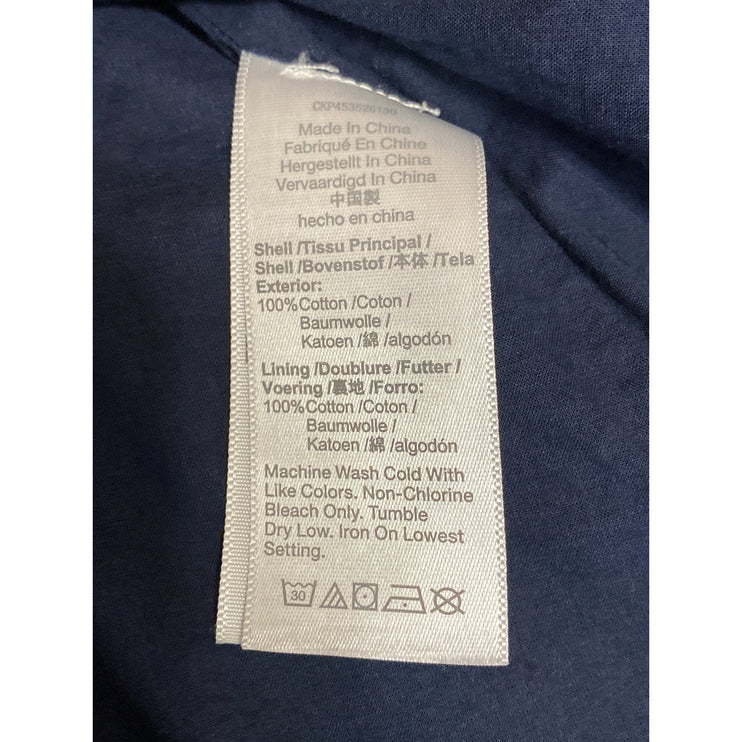 CKP453526130
Made In China
Fabriqué En Chine
Hergestellt In China
Vervaardigd In China
中国製
hecho en china
Shell /Tissu Principal /
Shell /Bovenstof /本体 /Tela
Exterior:
100%Cotton /Coton /
Baumwolle /
Katoen /綿 /algodón
Lining /Doublure /Futter /
Voering /裏地 /Forro:
100%Cotton /Coton /
Baumwolle /
Katoen /綿 /algodón
Machine Wash Cold With
Like Colors. Non-Chlorine
Bleach Only. Tumble
Dry Low. Iron On Lowest
Setting.
30